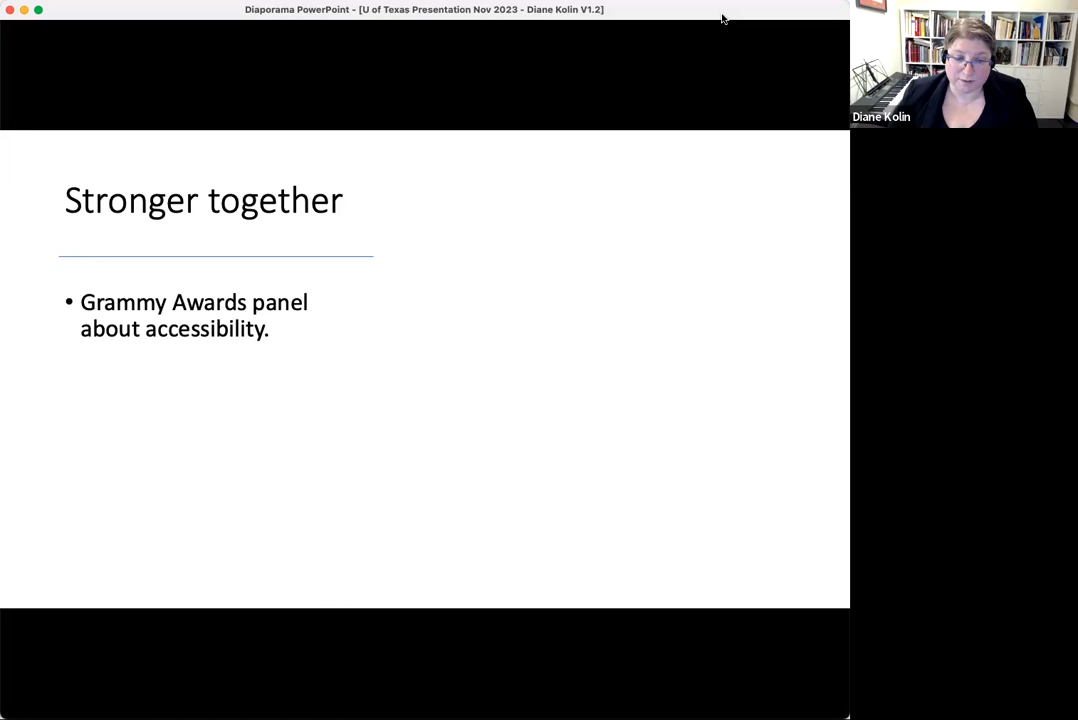 Diaporama PowerPoint - [U of Texas Presentation Nov 2023 - Diane Kolin V1.2]
Diane Kolin
Stronger together
• Grammy Awards panel
about accessibility.